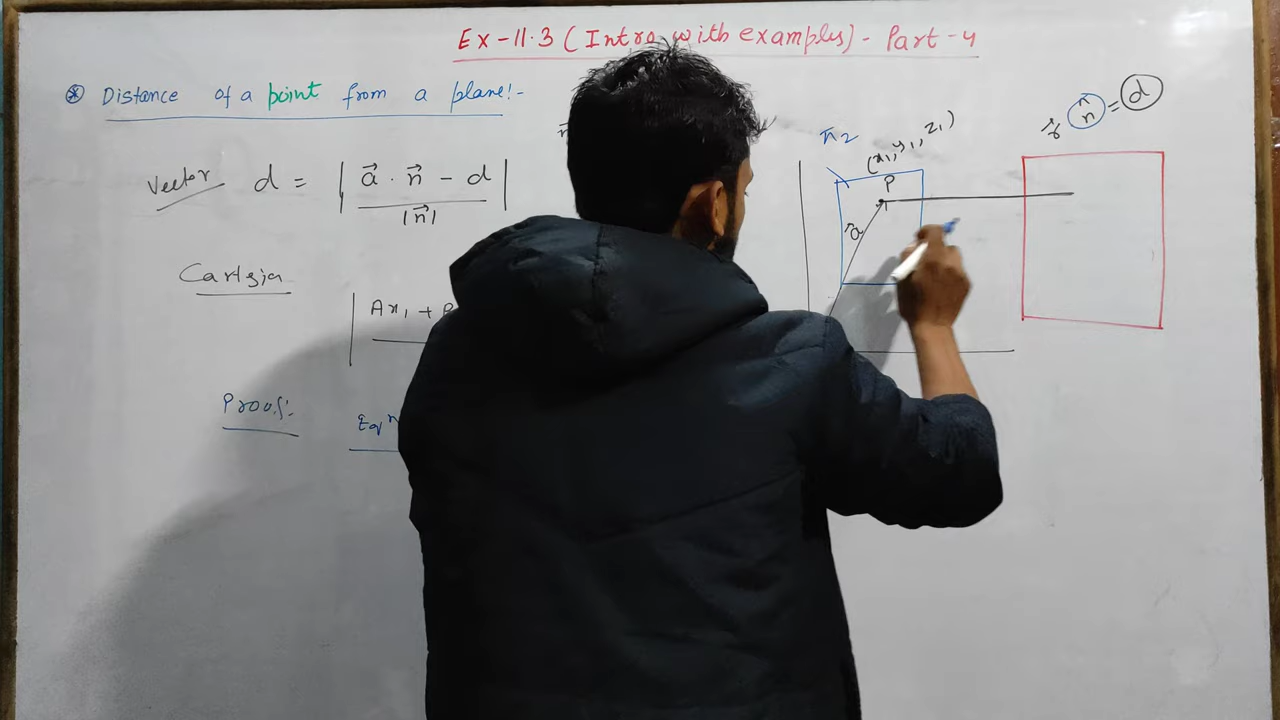 Ex-11.3 (Intro with examples) - Part-4
⊛ Distance of a point from a plane:-
Vector d = | a⃗ . n⃗ - d |
|n⃗|
Cartesian
| Ax₁ +
Proof:
Eqⁿ
π2
(x₁, y₁, z₁)
P
a⃗
r⃗ n̂ = d